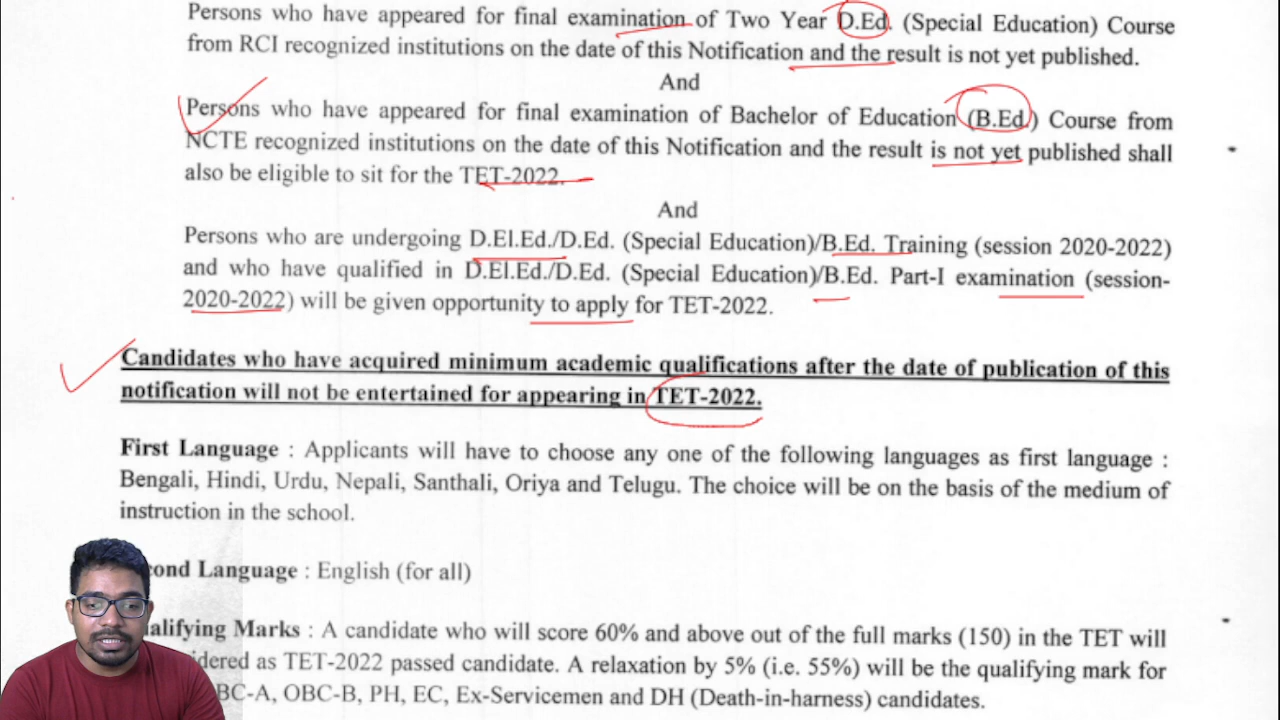 Persons who have appeared for final examination of Two Year D.Ed. (Special Education) Course
from RCI recognized institutions on the date of this Notification and the result is not yet published.
And
Persons who have appeared for final examination of Bachelor of Education (B.Ed.) Course from
NCTE recognized institutions on the date of this Notification and the result is not yet published shall
also be eligible to sit for the TET-2022.
And
Persons who are undergoing D.El.Ed./D.Ed. (Special Education)/B.Ed. Training (session 2020-2022)
and who have qualified in D.El.Ed./D.Ed. (Special Education)/B.Ed. Part-I examination (session-
2020-2022) will be given opportunity to apply for TET-2022.
Candidates who have acquired minimum academic qualifications after the date of publication of this
notification will not be entertained for appearing in TET-2022.
First Language : Applicants will have to choose any one of the following languages as first language :
Bengali, Hindi, Urdu, Nepali, Santhali, Oriya and Telugu. The choice will be on the basis of the medium of
instruction in the school.
ond Language : English (for all)
alifying Marks : A candidate who will score 60% and above out of the full marks (150) in the TET will
dered as TET-2022 passed candidate. A relaxation by 5% (i.e. 55%) will be the qualifying mark for
BC-A, OBC-B, PH, EC, Ex-Servicemen and DH (Death-in-harness) candidates.